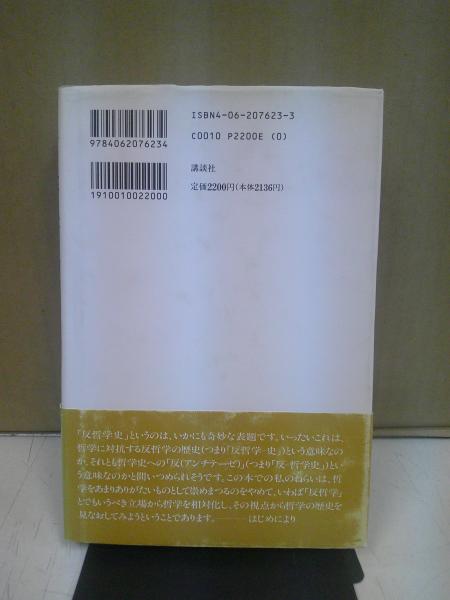 ISBN4-06-207623-3
C0010 P2200E (0)
9784062076234
講談社
定価2200円(本体2136円)
1910010022000
「反哲学史」というのは、いかにも奇妙な表題です。いったいこれは、
哲学に対抗する反哲学の歴史(つまり「反哲学-史」)という意味なの
か、それとも哲学史への「反(アンチテーゼ)」(つまり「反-哲学史」)とい
う意味なのかと問いつめられそうです。この本での私のねらいは、哲
学をあまりありがたいものとして崇めまつるのをやめて、いわば「反哲学」
とでもいうべき立場から哲学を相対化し、その視点から哲学の歴史を
見なおしてみようということであります。――はじめにより